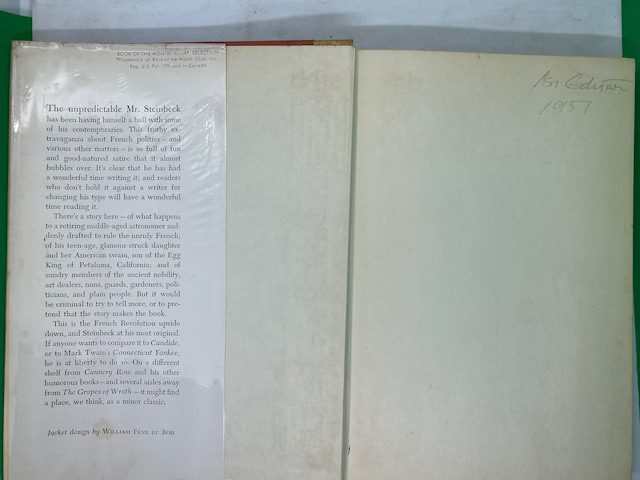 BOOK-OF-THE-MONTH CLUB* SELECTION
*Trademark of Book-of-the-Month Club, Inc.
Reg. U.S. Pat. Off. and in Canada
The unpredictable Mr. Steinbeck
has been having himself a ball with some
of his contemporaries. This frothy ex-
travaganza about French politics—and
various other matters—is so full of fun
and good-natured satire that it almost
bubbles over. It's clear that he has had
a wonderful time writing it; and readers
who don't hold it against a writer for
changing his type will have a wonderful
time reading it.
There's a story here—of what happens
to a retiring middle-aged astronomer sud-
denly drafted to rule the unruly French;
of his teen-age, glamour-struck daughter
and her American swain, son of the Egg
King of Petaluma, California; and of
sundry members of the ancient nobility,
art dealers, nuns, guards, gardeners, poli-
ticians, and plain people. But it would
be criminal to try to tell more, or to pre-
tend that the story makes the book.
This is the French Revolution upside
down, and Steinbeck at his most original.
If anyone wants to compare it to Candide,
or to Mark Twain's Connecticut Yankee,
he is at liberty to do so. On a different
shelf from Cannery Row and his other
humorous books—and several aisles away
from The Grapes of Wrath—it might find
a place, we think, as a minor classic.
Jacket design by WILLIAM PÈNE DU BOIS
1st Edition
1957